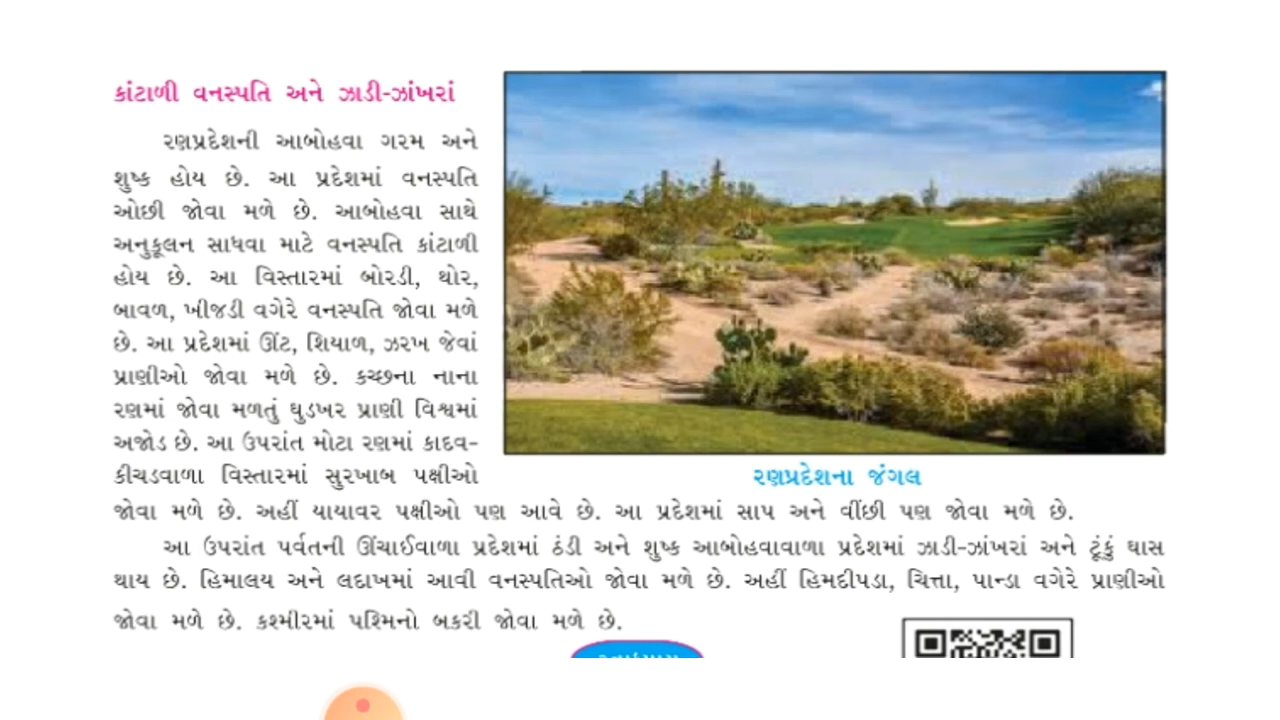 કાંટાળી વનસ્પતિ અને ઝાડી-ઝાંખરાં
રણપ્રદેશની આબોહવા ગરમ અને
શુષ્ક હોય છે. આ પ્રદેશમાં વનસ્પતિ
ઓછી જોવા મળે છે. આબોહવા સાથે
અનુકૂલન સાધવા માટે વનસ્પતિ કાંટાળી
હોય છે. આ વિસ્તારમાં બોરડી, થોર,
બાવળ, ખીજડી વગેરે વનસ્પતિ જોવા મળે
છે. આ પ્રદેશમાં ઊંટ, શિયાળ, ઝરખ જેવાં
પ્રાણીઓ જોવા મળે છે. કચ્છના નાના
રણમાં જોવા મળતું ઘુડખર પ્રાણી વિશ્વમાં
અજોડ છે. આ ઉપરાંત મોટા રણમાં કાદવ-
કીચડવાળા વિસ્તારમાં સુરખાબ પક્ષીઓ
રણપ્રદેશના જંગલ
જોવા મળે છે. અહીં યાયાવર પક્ષીઓ પણ આવે છે. આ પ્રદેશમાં સાપ અને વીંછી પણ જોવા મળે છે.
આ ઉપરાંત પર્વતની ઊંચાઈવાળા પ્રદેશમાં ઠંડી અને શુષ્ક આબોહવાવાળા પ્રદેશમાં ઝાડી-ઝાંખરાં અને ટૂંકું ઘાસ
થાય છે. હિમાલય અને લદાખમાં આવી વનસ્પતિઓ જોવા મળે છે. અહીં હિમદીપડા, ચિત્તા, પાન્ડા વગેરે પ્રાણીઓ
જોવા મળે છે. કશ્મીરમાં પશ્મિનો બકરી જોવા મળે છે.